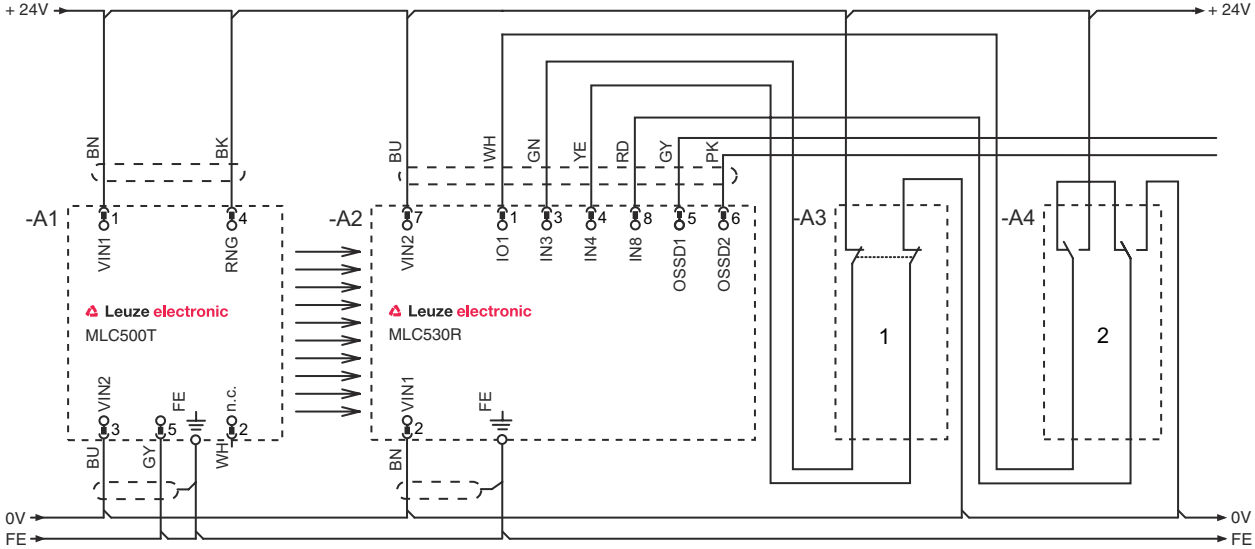 + 24V
+ 24V
BN
BK
BU
WH
GN
YE
RD
GY
PK
-A1
1
4
-A2
7
1
3
4
8
5
6
-A3
-A4
VIN1
RNG
VIN2
IO1
IN3
IN4
IN8
OSSD1
OSSD2
Leuze electronic
MLC500T
Leuze electronic
MLC530R
1
2
VIN2
FE
n.c.
VIN1
FE
3
5
2
2
BU
GY
WH
BN
0V
0V
FE
FE